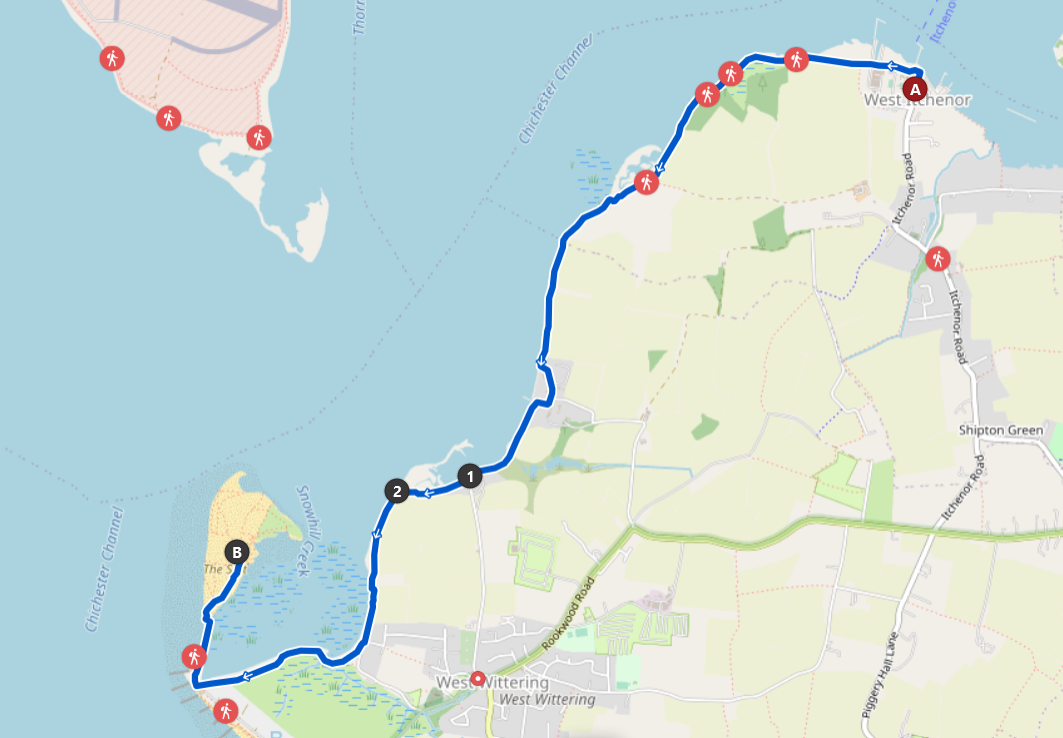 Thorn
Chichester Channel
Itchenor
A
West Itchenor
Itchenor Road
Itchenor Road
Shipton Green
Itchenor Road
1
2
Snowhill Creek
Chichester Channel
B
The S
Rookwood Road
Piggery Hall Lane
West Wittering
West Wittering